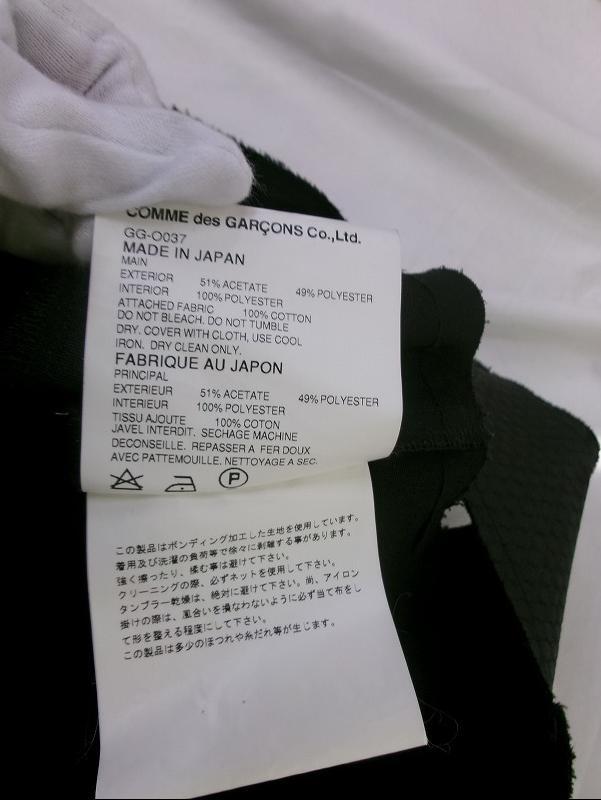 COMME des GARÇONS Co.,Ltd.
GG-O037
MADE IN JAPAN
MAIN
EXTERIOR 51% ACETATE 49% POLYESTER
INTERIOR 100% POLYESTER
ATTACHED FABRIC 100% COTTON
DO NOT BLEACH. DO NOT TUMBLE
DRY. COVER WITH CLOTH, USE COOL
IRON. DRY CLEAN ONLY.
FABRIQUE AU JAPON
PRINCIPAL
EXTERIEUR 51% ACETATE 49% POLYESTER
INTERIEUR 100% POLYESTER
TISSU AJOUTE 100% COTON
JAVEL INTERDIT. SECHAGE MACHINE
DECONSEILLE. REPASSER A FER DOUX
AVEC PATTEMOUILLE. NETTOYAGE A SEC.
P
この製品はボンディング加工した生地を使用しています。
着用及び洗濯の負荷等で徐々に剥離する事があります。
強く擦ったり、揉む事は避けて下さい。
クリーニングの際、必ずネットを使用して下さい。
タンブラー乾燥は、絶対に避けて下さい。尚、アイロン
掛けの際は、風合いを損なわないように必ず当て布をし
て形を整える程度にして下さい。
この製品は多少のほつれや糸だれ等が生じます。